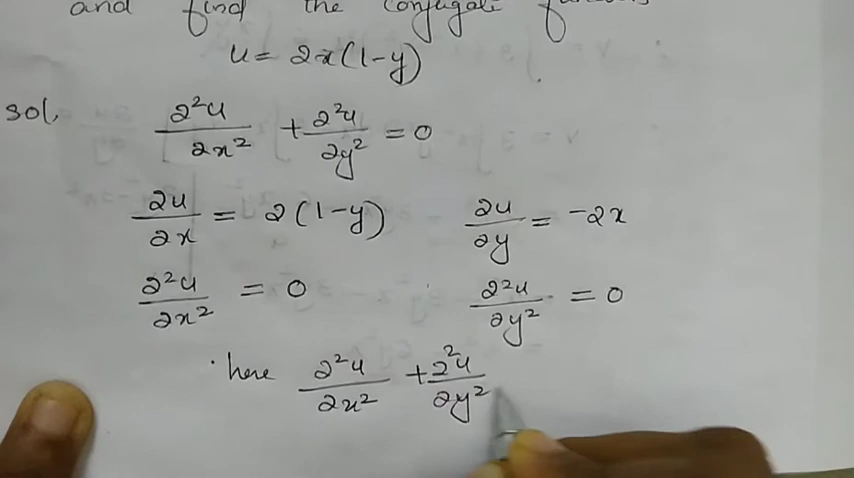 and find the conjugate
u = 2x(1-y)
Sol, ∂²u/∂x² + ∂²u/∂y² = 0
∂u/∂x = 2(1-y) ∂u/∂y = -2x
∂²u/∂x² = 0 ∂²u/∂y² = 0
here ∂²u/∂x² + ∂²u/∂y²